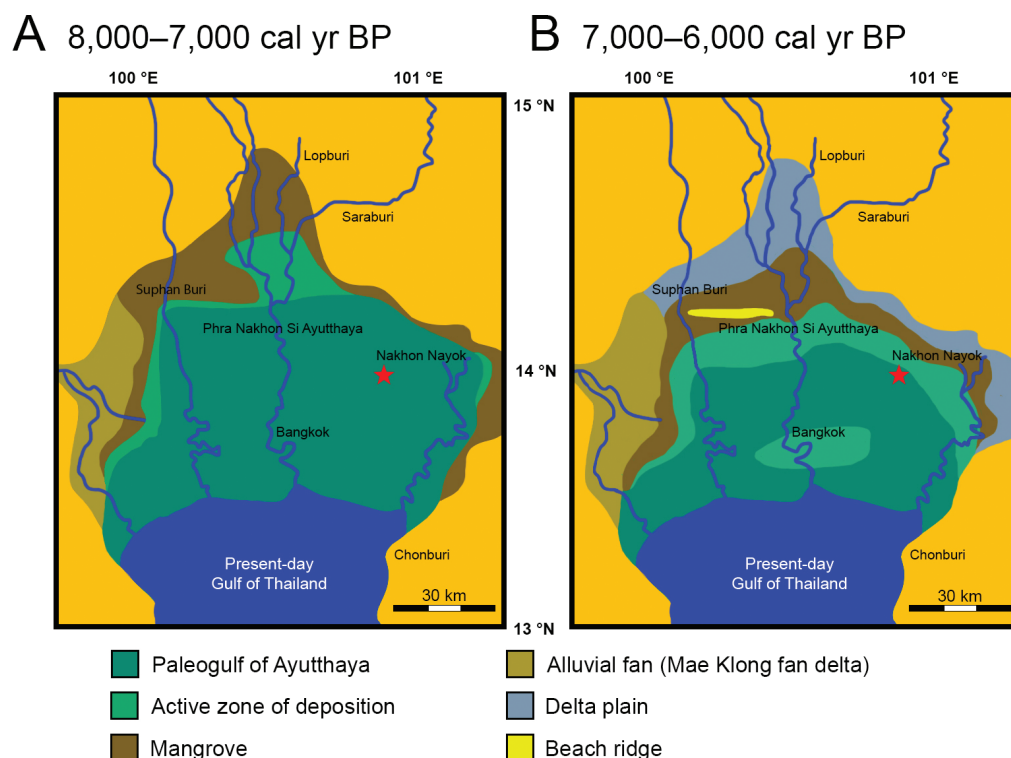 A 8,000–7,000 cal yr BP
B 7,000–6,000 cal yr BP
100 °E
101 °E
100 °E
101 °E
15 °N
14 °N
13 °N
Lopburi
Saraburi
Suphan Buri
Phra Nakhon Si Ayutthaya
Nakhon Nayok
Bangkok
Chonburi
Present-day
Gulf of Thailand
30 km
Lopburi
Saraburi
Suphan Buri
Phra Nakhon Si Ayutthaya
Nakhon Nayok
Bangkok
Chonburi
Present-day
Gulf of Thailand
30 km
Paleogulf of Ayutthaya
Active zone of deposition
Mangrove
Alluvial fan (Mae Klong fan delta)
Delta plain
Beach ridge